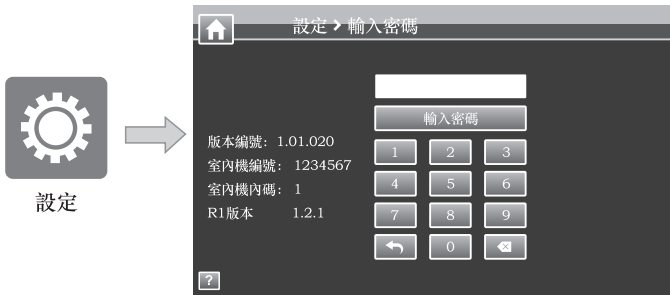 設定
設定 > 輸入密碼
輸入密碼
版本編號: 1.01.020
室內機編號: 1234567
室內機內碼: 1
R1版本 1.2.1
1 2 3
4 5 6
7 8 9
0
?